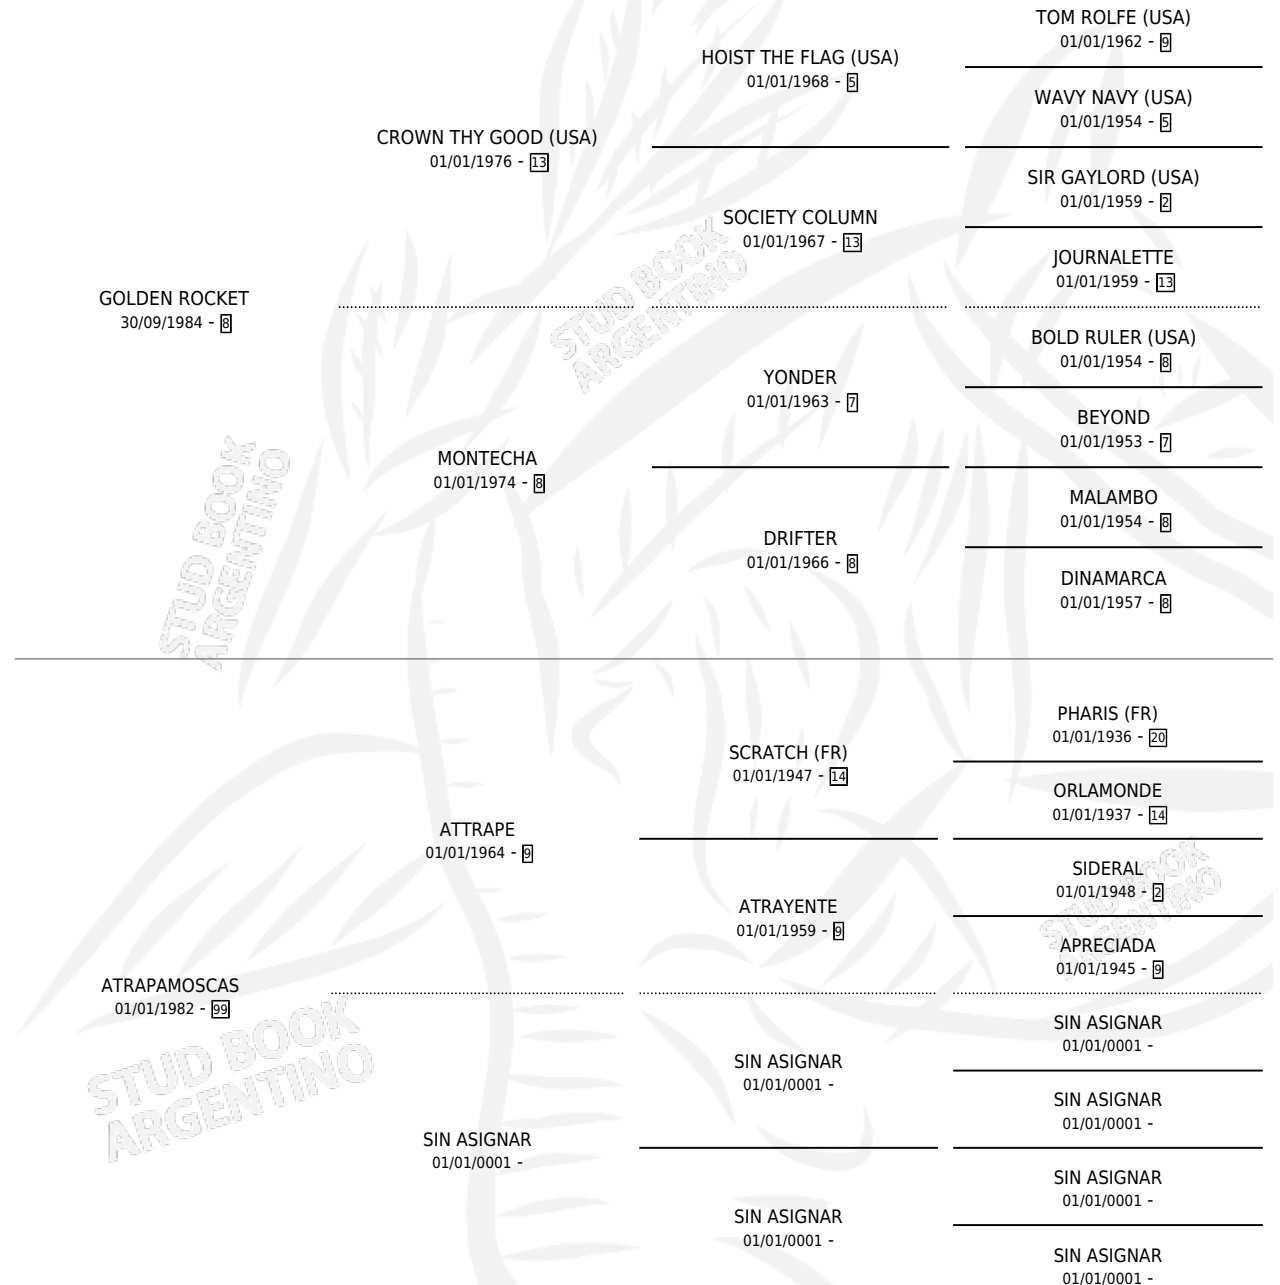 TOM ROLFE (USA)
01/01/1962 - 9
HOIST THE FLAG (USA)
01/01/1968 - 5
WAVY NAVY (USA)
01/01/1954 - 5
CROWN THY GOOD (USA)
01/01/1976 - 13
SIR GAYLORD (USA)
01/01/1959 - 2
SOCIETY COLUMN
01/01/1967 - 13
JOURNALETTE
01/01/1959 - 13
GOLDEN ROCKET
30/09/1984 - 8
BOLD RULER (USA)
01/01/1954 - 8
YONDER
01/01/1963 - 7
BEYOND
01/01/1953 - 7
MONTECHA
01/01/1974 - 8
MALAMBO
01/01/1954 - 8
DRIFTER
01/01/1966 - 8
DINAMARCA
01/01/1957 - 8
STUD BOOK
ARGENTINO
STUD BOOK
ARGENTINO
PHARIS (FR)
01/01/1936 - 20
SCRATCH (FR)
01/01/1947 - 14
ORLAMONDE
01/01/1937 - 14
ATTRAPE
01/01/1964 - 9
SIDERAL
01/01/1948 - 2
ATRAYENTE
01/01/1959 - 9
APRECIADA
01/01/1945 - 9
ATRAPAMOSCAS
01/01/1982 - 99
SIN ASIGNAR
01/01/0001 -
SIN ASIGNAR
01/01/0001 -
SIN ASIGNAR
01/01/0001 -
SIN ASIGNAR
01/01/0001 -
SIN ASIGNAR
01/01/0001 -
SIN ASIGNAR
01/01/0001 -
SIN ASIGNAR
01/01/0001 -
STUD BOOK
ARGENTINO
STUD BOOK
ARGENTINO